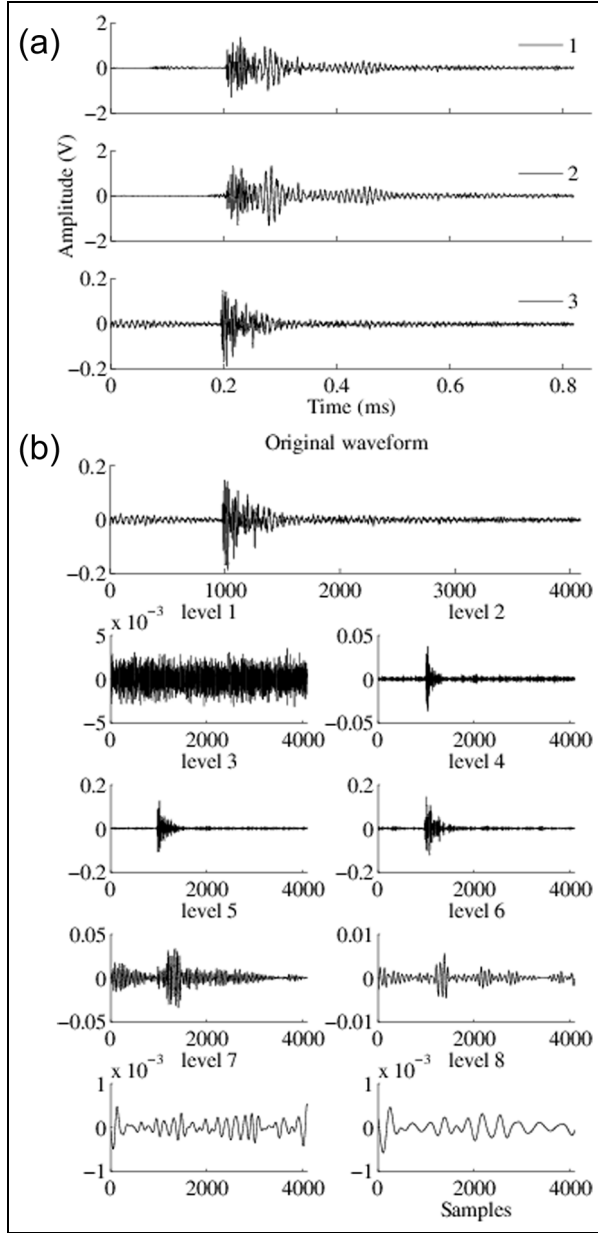 (a)
2
0
−2
1
2
0
−2
2
Amplitude (V)
0.2
0
−0.2
3
0 0.2 0.4 0.6 0.8
Time (ms)
(b)
Original waveform
0.2
0
−0.2
0 1000 2000 3000 4000
level 1 level 2
x 10⁻³
5
0
−5
0 2000 4000
0.05
0
−0.05
0 2000 4000
level 3 level 4
0.2
0
−0.2
0 2000 4000
0.2
0
−0.2
0 2000 4000
level 5 level 6
0.05
0
−0.05
0 2000 4000
0.01
0
−0.01
0 2000 4000
level 7 level 8
x 10⁻³
1
0
−1
0 2000 4000
x 10⁻³
1
0
−1
0 2000 4000
Samples